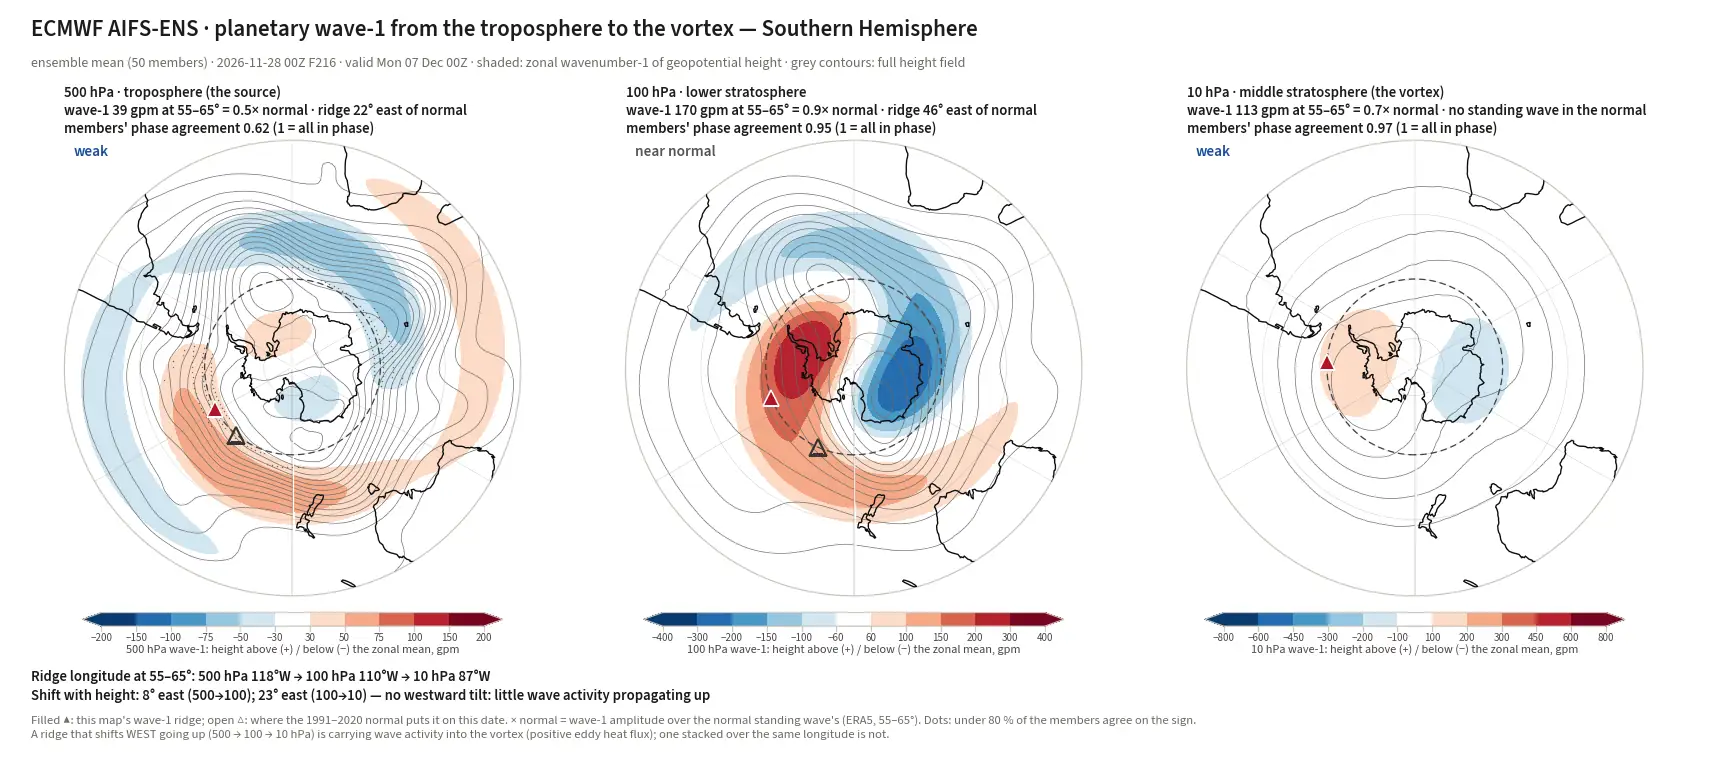 ECMWF AIFS-ENS · planetary wave-1 from the troposphere to the vortex — Southern Hemisphere
ensemble mean (50 members) · 2026-11-28 00Z F216 · valid Mon 07 Dec 00Z · shaded: zonal wavenumber-1 of geopotential height · grey contours: full height field
500 hPa · troposphere (the source)
wave-1 39 gpm at 55–65° = 0.5× normal · ridge 22° east of normal
members' phase agreement 0.62 (1 = all in phase)
weak
100 hPa · lower stratosphere
wave-1 170 gpm at 55–65° = 0.9× normal · ridge 46° east of normal
members' phase agreement 0.95 (1 = all in phase)
near normal
10 hPa · middle stratosphere (the vortex)
wave-1 113 gpm at 55–65° = 0.7× normal · no standing wave in the normal
members' phase agreement 0.97 (1 = all in phase)
weak
−200 −150 −100 −75 −50 −30 30 50 75 100 150 200
500 hPa wave-1: height above (+) / below (−) the zonal mean, gpm
−400 −300 −200 −150 −100 −60 60 100 150 200 300 400
100 hPa wave-1: height above (+) / below (−) the zonal mean, gpm
−800 −600 −450 −300 −200 −100 100 200 300 450 600 800
10 hPa wave-1: height above (+) / below (−) the zonal mean, gpm
Ridge longitude at 55–65°: 500 hPa 118°W → 100 hPa 110°W → 10 hPa 87°W
Shift with height: 8° east (500→100); 23° east (100→10) — no westward tilt: little wave activity propagating up
Filled ▲: this map's wave-1 ridge; open △: where the 1991–2020 normal puts it on this date. × normal = wave-1 amplitude over the normal standing wave's (ERA5, 55–65°). Dots: under 80 % of the members agree on the sign.
A ridge that shifts WEST going up (500 → 100 → 10 hPa) is carrying wave activity into the vortex (positive eddy heat flux); one stacked over the same longitude is not.